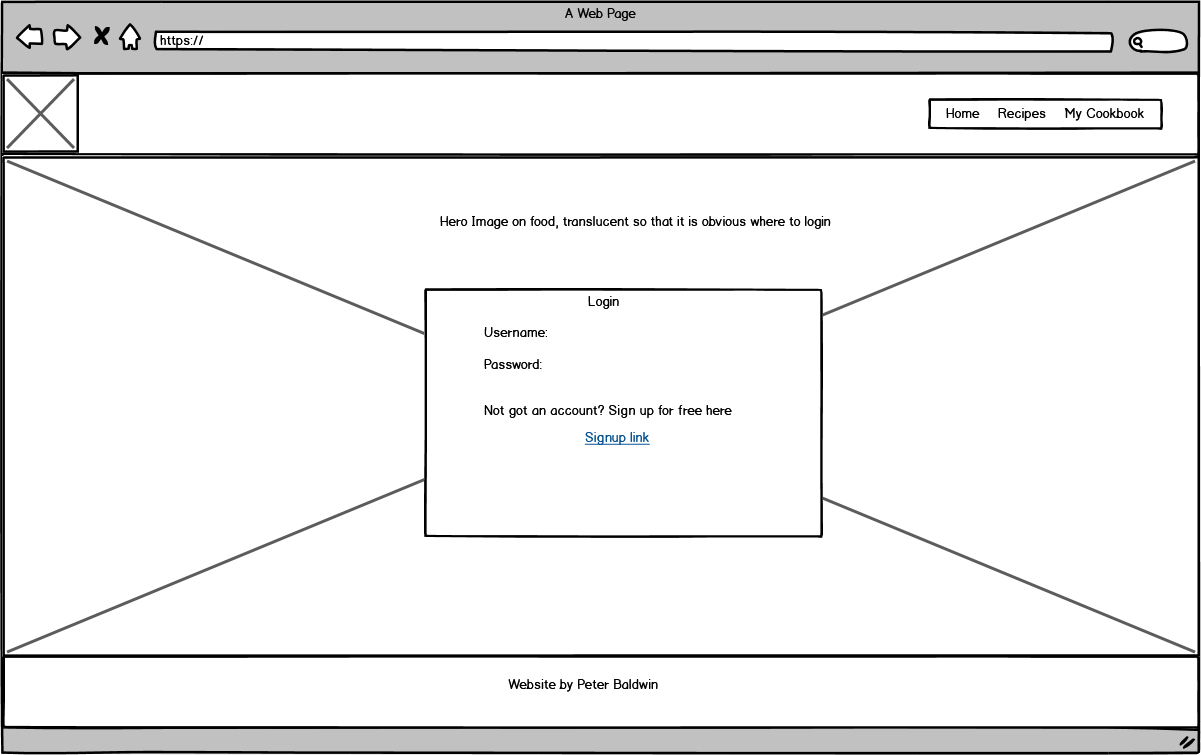 A Web Page
https://
Home Recipes My Cookbook
Hero Image on food, translucent so that it is obvious where to login
Login
Username:
Password:
Not got an account? Sign up for free here
Signup link
Website by Peter Baldwin